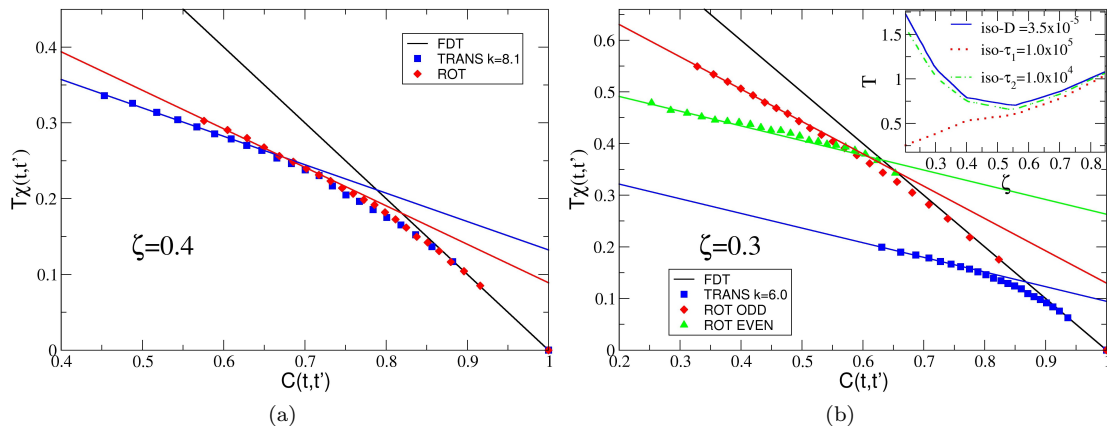 0.4
0.3
0.2
0.1
0
0.4 0.5 0.6 0.7 0.8 0.9 1
Tχ(t,t')
C(t,t')
ζ=0.4
FDT
TRANS k=8.1
ROT
(a)
0.6
0.5
0.4
0.3
0.2
0.1
0
0.2 0.3 0.4 0.5 0.6 0.7 0.8 0.9 1
Tχ(t,t')
C(t,t')
ζ=0.3
FDT
TRANS k=6.0
ROT ODD
ROT EVEN
1.5
1
0.5
0.3 0.4 0.5 0.6 0.7 0.8
T
ζ
iso-D =3.5x10⁻⁵
iso-τ₁=1.0x10⁵
iso-τ₂=1.0x10⁴
(b)